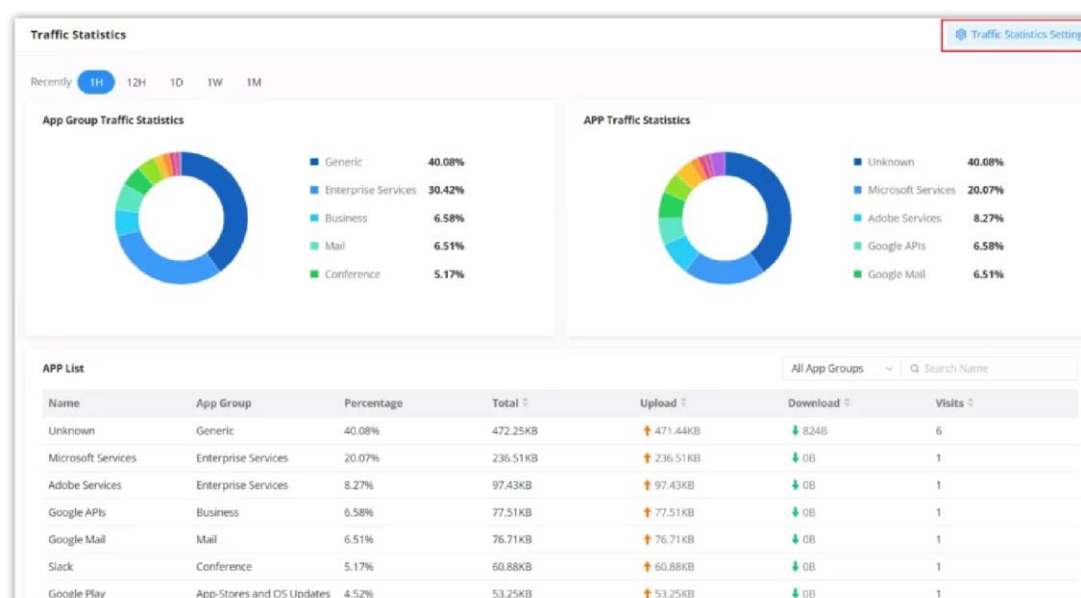 Traffic Statistics
Traffic Statistics Setting
Recently 1H 12H 1D 1W 1M
App Group Traffic Statistics
Generic 40.08%
Enterprise Services 30.42%
Business 6.58%
Mail 6.51%
Conference 5.17%
APP Traffic Statistics
Unknown 40.08%
Microsoft Services 20.07%
Adobe Services 8.27%
Google APIs 6.58%
Google Mail 6.51%
APP List
All App Groups Search Name
Name App Group Percentage Total Upload Download Visits
Unknown Generic 40.08% 472.25KB 471.44KB 824B 6
Microsoft Services Enterprise Services 20.07% 236.51KB 236.51KB 0B 1
Adobe Services Enterprise Services 8.27% 97.43KB 97.43KB 0B 1
Google APIs Business 6.58% 77.51KB 77.51KB 0B 1
Google Mail Mail 6.51% 76.71KB 76.71KB 0B 1
Slack Conference 5.17% 60.88KB 60.88KB 0B 1
Google Play App-Stores and OS Updates 4.52% 53.25KB 53.25KB 0B 1